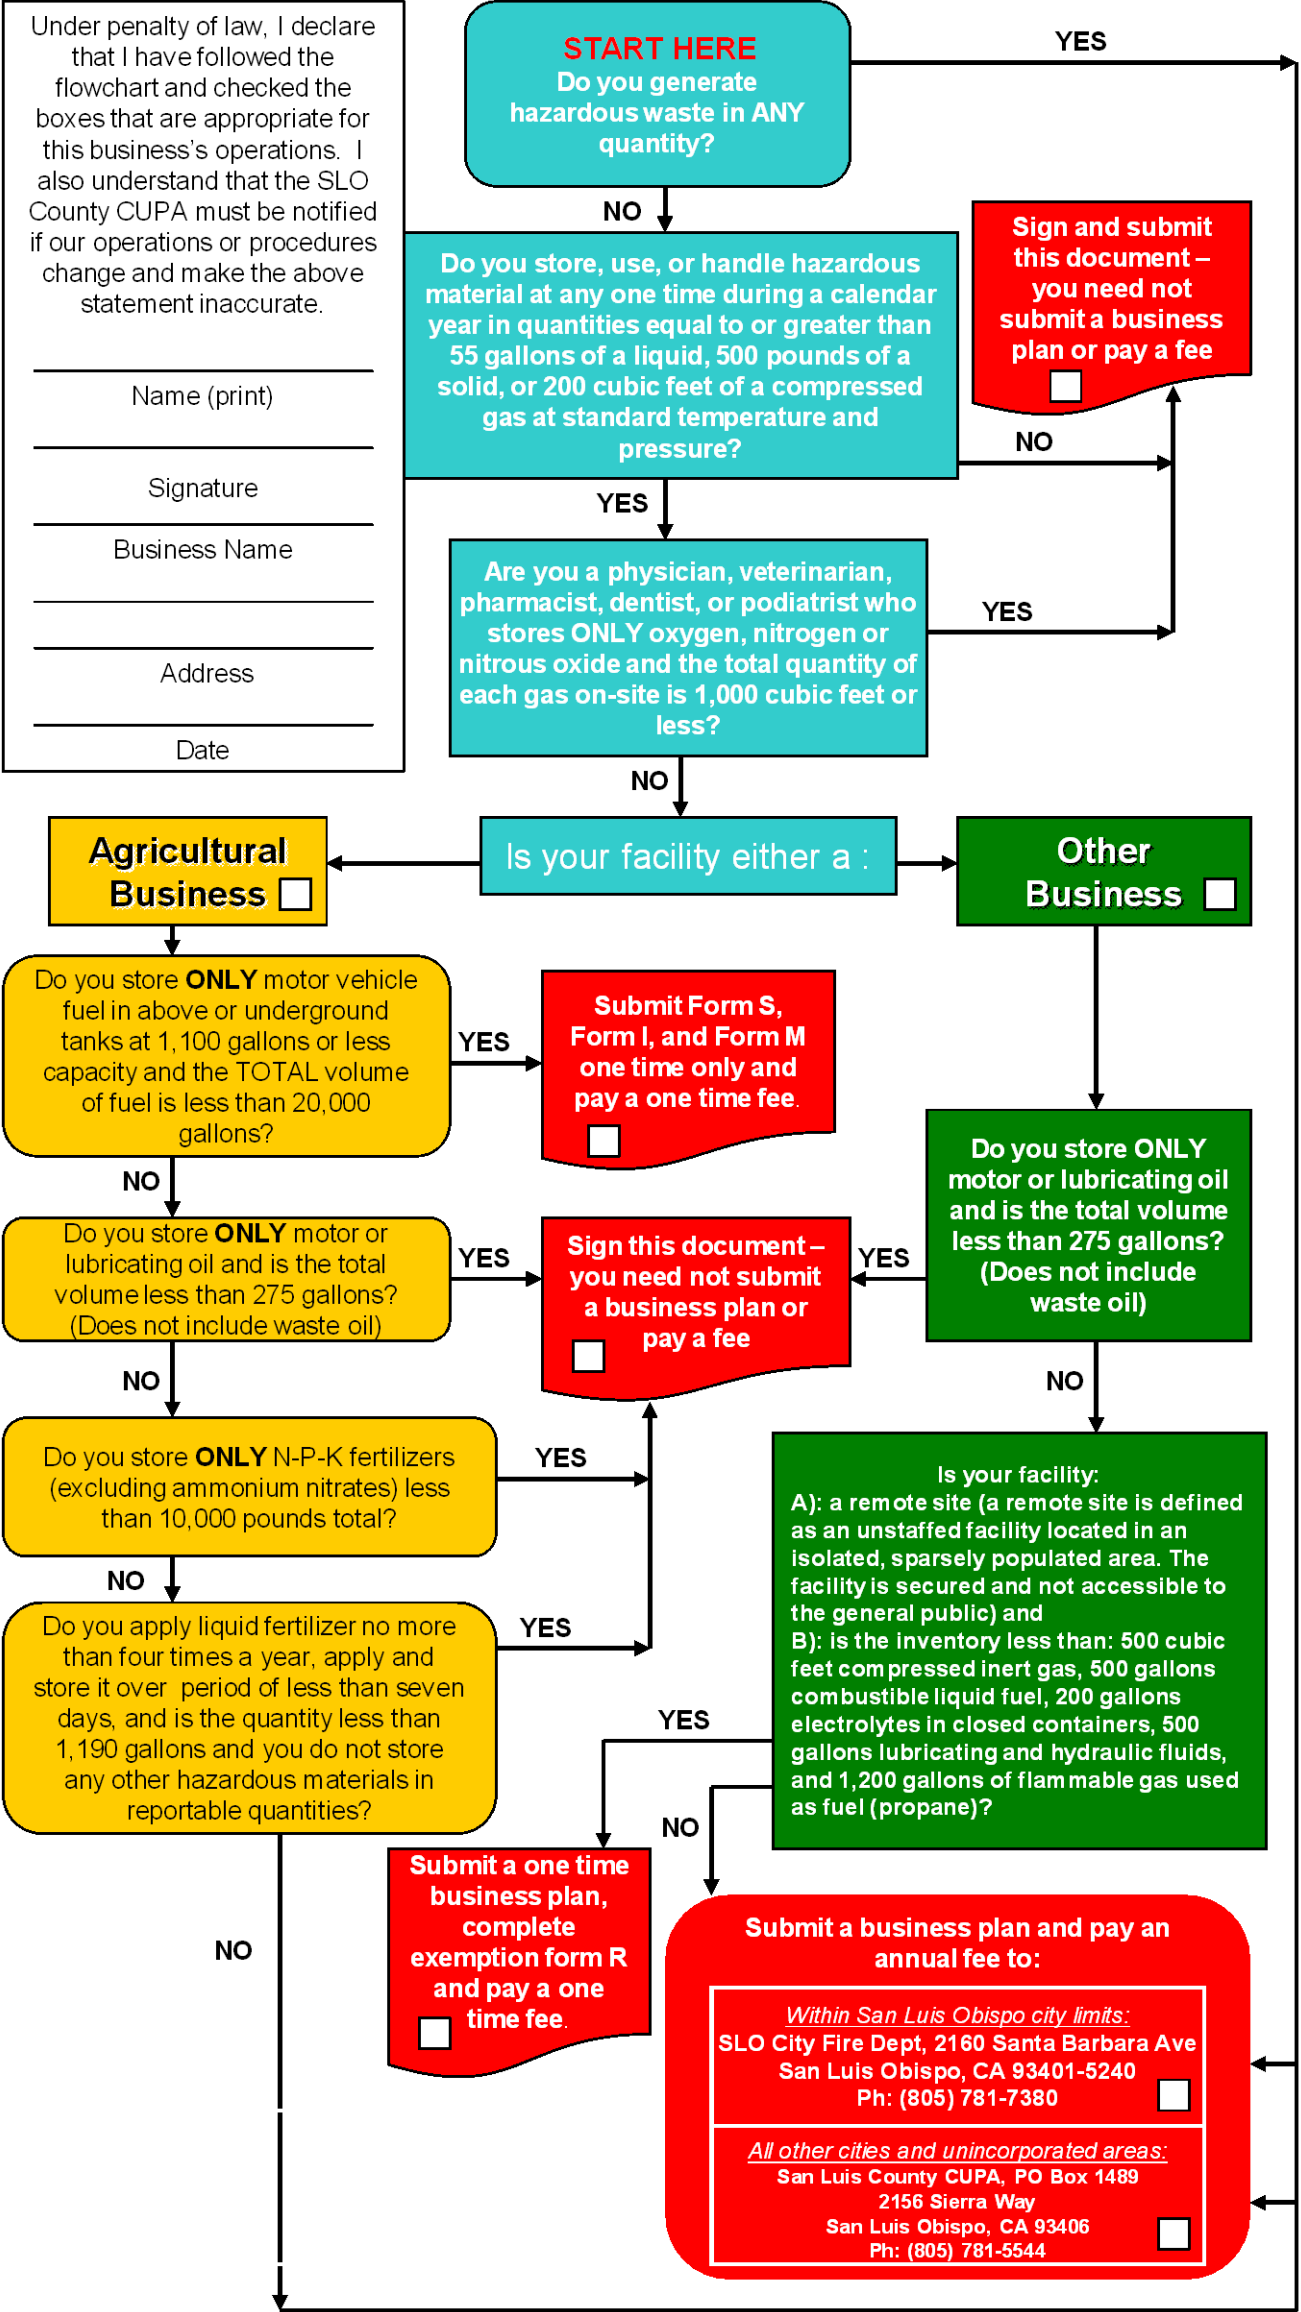 Under penalty of law, I declare
that I have followed the
flowchart and checked the
boxes that are appropriate for
this business's operations.  I
also understand that the SLO
County CUPA must be notified
if our operations or procedures
change and make the above
statement inaccurate.
Name (print)
Signature
Business Name
Address
Date
START HERE
Do you generate
hazardous waste in ANY
quantity?
YES
NO
Do you store, use, or handle hazardous
material at any one time during a calendar
year in quantities equal to or greater than
55 gallons of a liquid, 500 pounds of a
solid, or 200 cubic feet of a compressed
gas at standard temperature and
pressure?
Sign and submit
this document –
you need not
submit a business
plan or pay a fee
NO
YES
Are you a physician, veterinarian,
pharmacist, dentist, or podiatrist who
stores ONLY oxygen, nitrogen or
nitrous oxide and the total quantity of
each gas on-site is 1,000 cubic feet or
less?
YES
NO
Is your facility either a :
Agricultural
Business
Other
Business
Do you store ONLY motor vehicle
fuel in above or underground
tanks at 1,100 gallons or less
capacity and the TOTAL volume
of fuel is less than 20,000
gallons?
YES
Submit Form S,
Form I, and Form M
one time only and
pay a one time fee.
NO
Do you store ONLY motor or
lubricating oil and is the total
volume less than 275 gallons?
(Does not include waste oil)
YES
Sign this document –
you need not submit
a business plan or
pay a fee
YES
Do you store ONLY
motor or lubricating oil
and is the total volume
less than 275 gallons?
(Does not include
waste oil)
NO
NO
Do you store ONLY N-P-K fertilizers
(excluding ammonium nitrates) less
than 10,000 pounds total?
YES
NO
Do you apply liquid fertilizer no more
than four times a year, apply and
store it over  period of less than seven
days, and is the quantity less than
1,190 gallons and you do not store
any other hazardous materials in
reportable quantities?
YES
NO
Is your facility:
A): a remote site (a remote site is defined
as an unstaffed facility located in an
isolated, sparsely populated area. The
facility is secured and not accessible to
the general public) and
B): is the inventory less than: 500 cubic
feet compressed inert gas, 500 gallons
combustible liquid fuel, 200 gallons
electrolytes in closed containers, 500
gallons lubricating and hydraulic fluids,
and 1,200 gallons of flammable gas used
as fuel (propane)?
YES
NO
Submit a one time
business plan,
complete
exemption form R
and pay a one
time fee.
Submit a business plan and pay an
annual fee to:
Within San Luis Obispo city limits:
SLO City Fire Dept, 2160 Santa Barbara Ave
San Luis Obispo, CA 93401-5240
Ph: (805) 781-7380
All other cities and unincorporated areas:
San Luis County CUPA, PO Box 1489
2156 Sierra Way
San Luis Obispo, CA 93406
Ph: (805) 781-5544